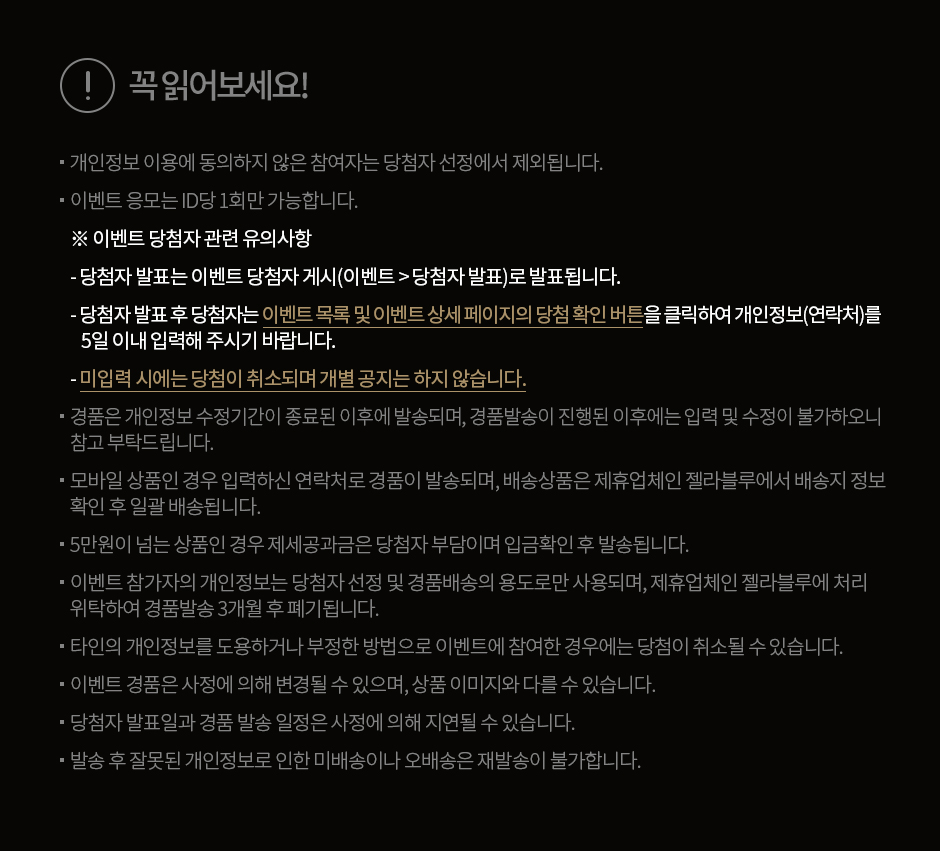 ! 꼭 읽어보세요!
▪ 개인정보 이용에 동의하지 않은 참여자는 당첨자 선정에서 제외됩니다.
▪ 이벤트 응모는 ID당 1회만 가능합니다.
※ 이벤트 당첨자 관련 유의사항
- 당첨자 발표는 이벤트 당첨자 게시(이벤트 > 당첨자 발표)로 발표됩니다.
- 당첨자 발표 후 당첨자는 이벤트 목록 및 이벤트 상세 페이지의 당첨 확인 버튼을 클릭하여 개인정보(연락처)를
5일 이내 입력해 주시기 바랍니다.
- 미입력 시에는 당첨이 취소되며 개별 공지는 하지 않습니다.
▪ 경품은 개인정보 수정기간이 종료된 이후에 발송되며, 경품발송이 진행된 이후에는 입력 및 수정이 불가하오니
참고 부탁드립니다.
▪ 모바일 상품인 경우 입력하신 연락처로 경품이 발송되며, 배송상품은 제휴업체인 젤라블루에서 배송지 정보
확인 후 일괄 배송됩니다.
▪ 5만원이 넘는 상품인 경우 제세공과금은 당첨자 부담이며 입금확인 후 발송됩니다.
▪ 이벤트 참가자의 개인정보는 당첨자 선정 및 경품배송의 용도로만 사용되며, 제휴업체인 젤라블루에 처리
위탁하여 경품발송 3개월 후 폐기됩니다.
▪ 타인의 개인정보를 도용하거나 부정한 방법으로 이벤트에 참여한 경우에는 당첨이 취소될 수 있습니다.
▪ 이벤트 경품은 사정에 의해 변경될 수 있으며, 상품 이미지와 다를 수 있습니다.
▪ 당첨자 발표일과 경품 발송 일정은 사정에 의해 지연될 수 있습니다.
▪ 발송 후 잘못된 개인정보로 인한 미배송이나 오배송은 재발송이 불가합니다.